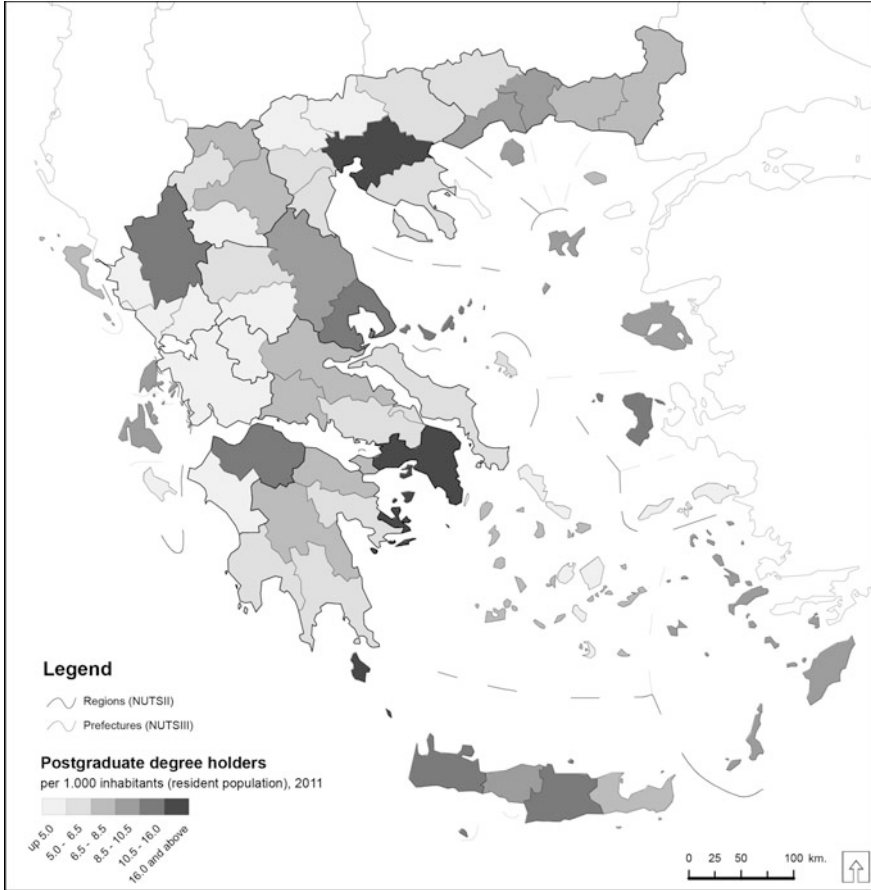 Legend
Regions (NUTSII)
Prefectures (NUTSIII)
Postgraduate degree holders
per 1.000 inhabitants (resident population), 2011
up 5.0
5.0 - 6.5
6.5 - 8.5
8.5 - 10.5
10.5 - 16.0
16.0 and above
0 25 50 100 km.